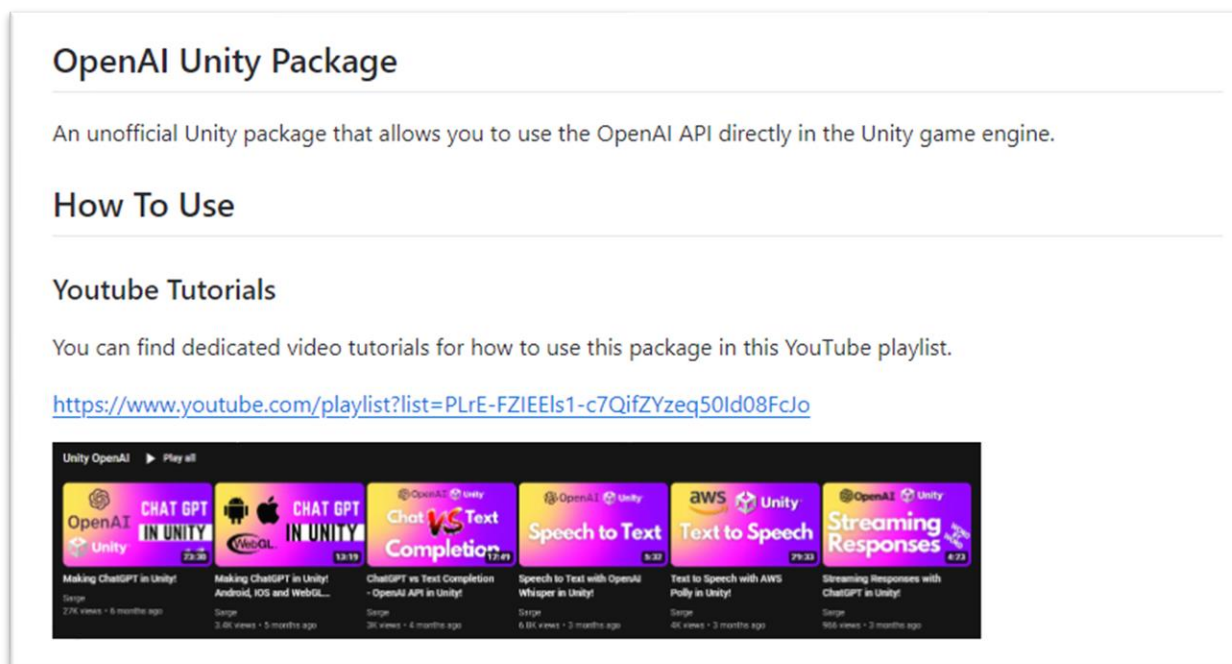 OpenAI Unity Package
An unofficial Unity package that allows you to use the OpenAI API directly in the Unity game engine.
How To Use
Youtube Tutorials
You can find dedicated video tutorials for how to use this package in this YouTube playlist.
https://www.youtube.com/playlist?list=PLrE-FZIEEls1-c7QifZYzeq50Id08FcJo
Unity OpenAI ▶ Play all
OpenAI
Unity
CHAT GPT
IN UNITY
23:30
WebGL
CHAT GPT
IN UNITY
13:19
OpenAI Unity
Chat VS Text
Completion
17:49
OpenAI Unity
Speech to Text
5:32
aws Unity
Text to Speech
29:33
OpenAI Unity
Streaming
Responses
4:23
Making ChatGPT in Unity!
Sarge
27K views • 6 months ago
Making ChatGPT in Unity!
Android, IOS and WebGL...
Sarge
3.4K views • 5 months ago
ChatGPT vs Text Completion
- OpenAI API in Unity!
Sarge
3K views • 4 months ago
Speech to Text with OpenAI
Whisper in Unity!
Sarge
6.8K views • 3 months ago
Text to Speech with AWS
Polly in Unity!
Sarge
4K views • 3 months ago
Streaming Responses with
ChatGPT in Unity!
Sarge
966 views • 3 months ago